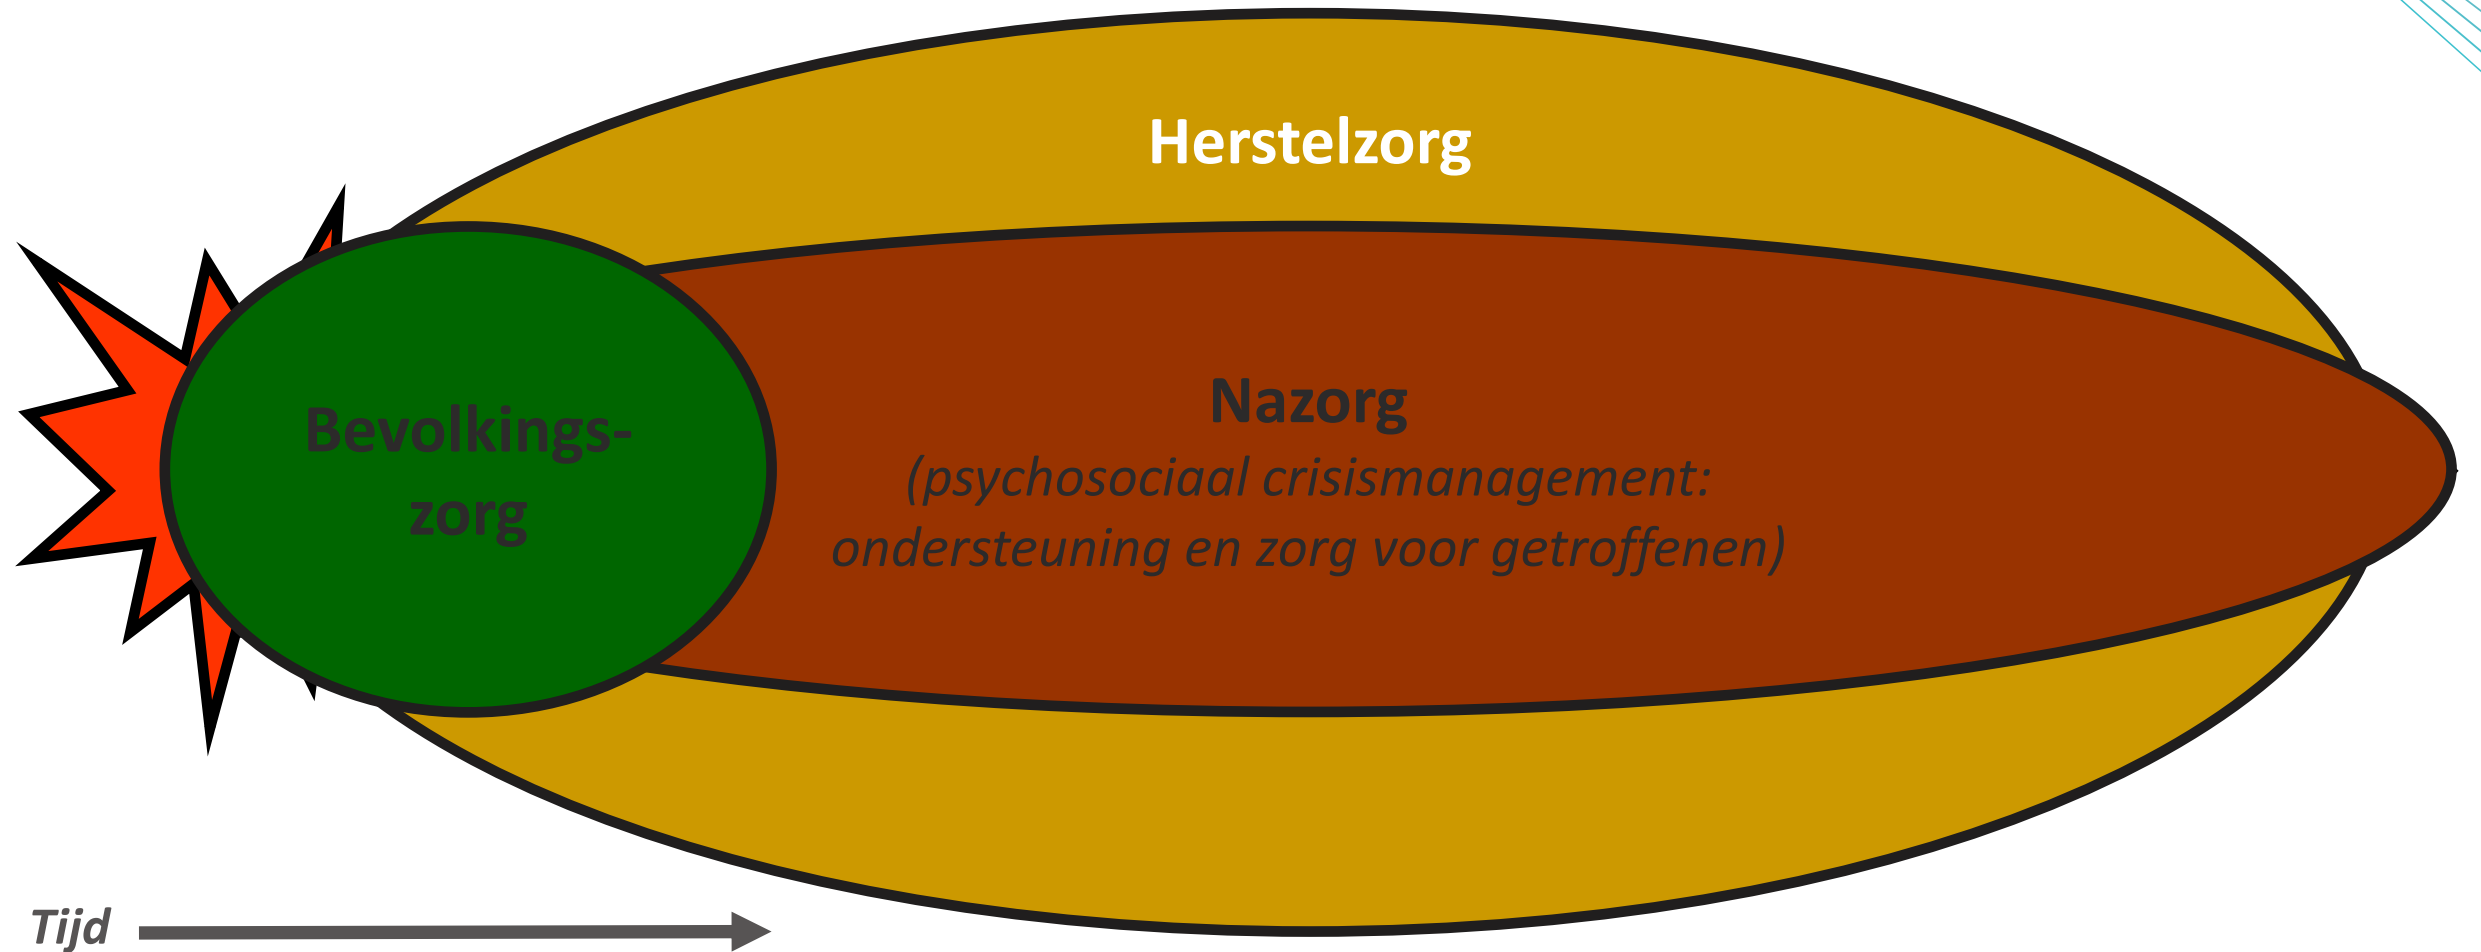 Herstelzorg
Bevolkings-
zorg
Nazorg
(psychosociaal crisismanagement:
ondersteuning en zorg voor getroffenen)
Tijd